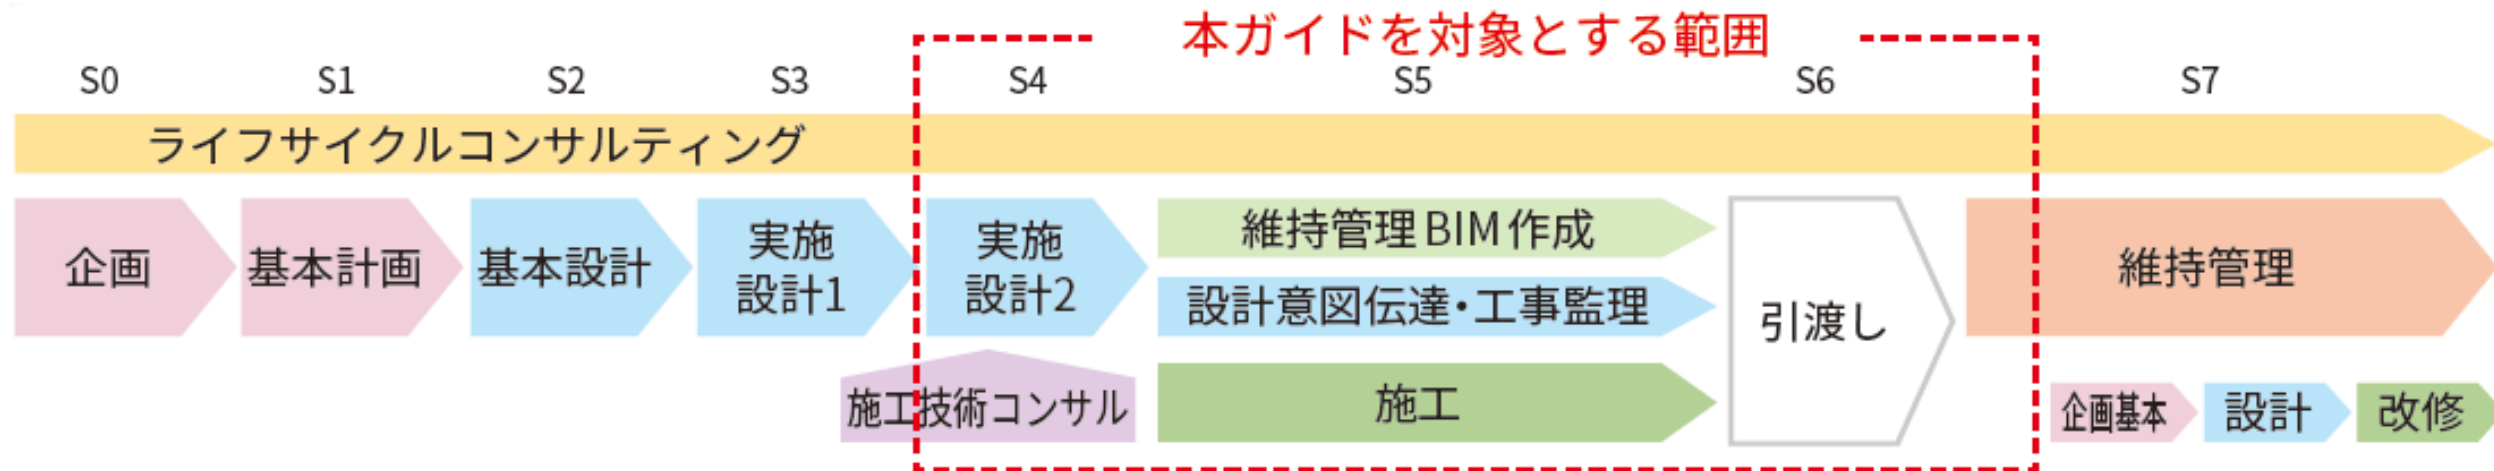 本ガイドを対象とする範囲
S0 S1 S2 S3 S4 S5 S6 S7
ライフサイクルコンサルティング
企画
基本計画
基本設計
実施
設計1
実施
設計2
維持管理BIM作成
設計意図伝達・工事監理
引渡し
維持管理
施工技術コンサル
施工
企画基本
設計
改修